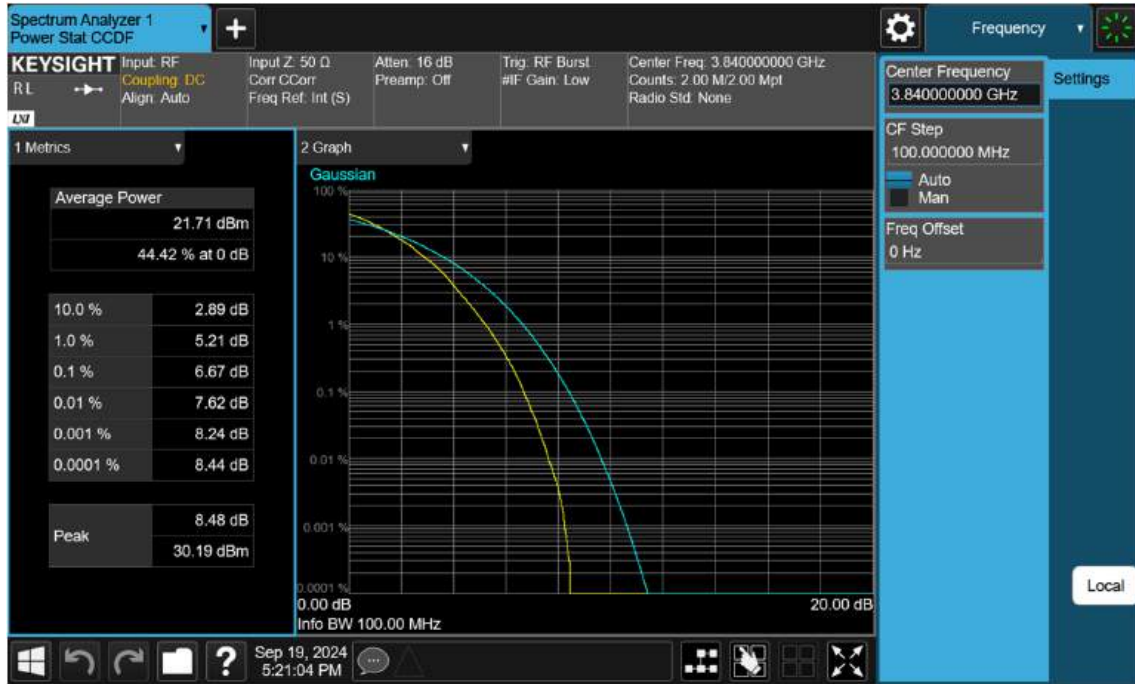 Spectrum Analyzer 1
Power Stat CCDF
+
Frequency
KEYSIGHT
RL
LXI
Input: RF
Coupling: DC
Align: Auto
Input Z: 50 Ω
Corr CCorr
Freq Ref: Int (S)
Atten: 16 dB
Preamp: Off
Trig: RF Burst
#IF Gain: Low
Center Freq: 3.840000000 GHz
Counts: 2.00 M/2.00 Mpt
Radio Std: None
Center Frequency
3.840000000 GHz
Settings
CF Step
100.000000 MHz
Auto
Man
Freq Offset
0 Hz
1 Metrics
Average Power
21.71 dBm
44.42 % at 0 dB
10.0 % 2.89 dB
1.0 % 5.21 dB
0.1 % 6.67 dB
0.01 % 7.62 dB
0.001 % 8.24 dB
0.0001 % 8.44 dB
Peak
8.48 dB
30.19 dBm
2 Graph
Gaussian
100 %
10 %
1 %
0.1 %
0.01 %
0.001 %
0.0001 %
0.00 dB 20.00 dB
Info BW 100.00 MHz
Local
?
Sep 19, 2024
5:21:04 PM